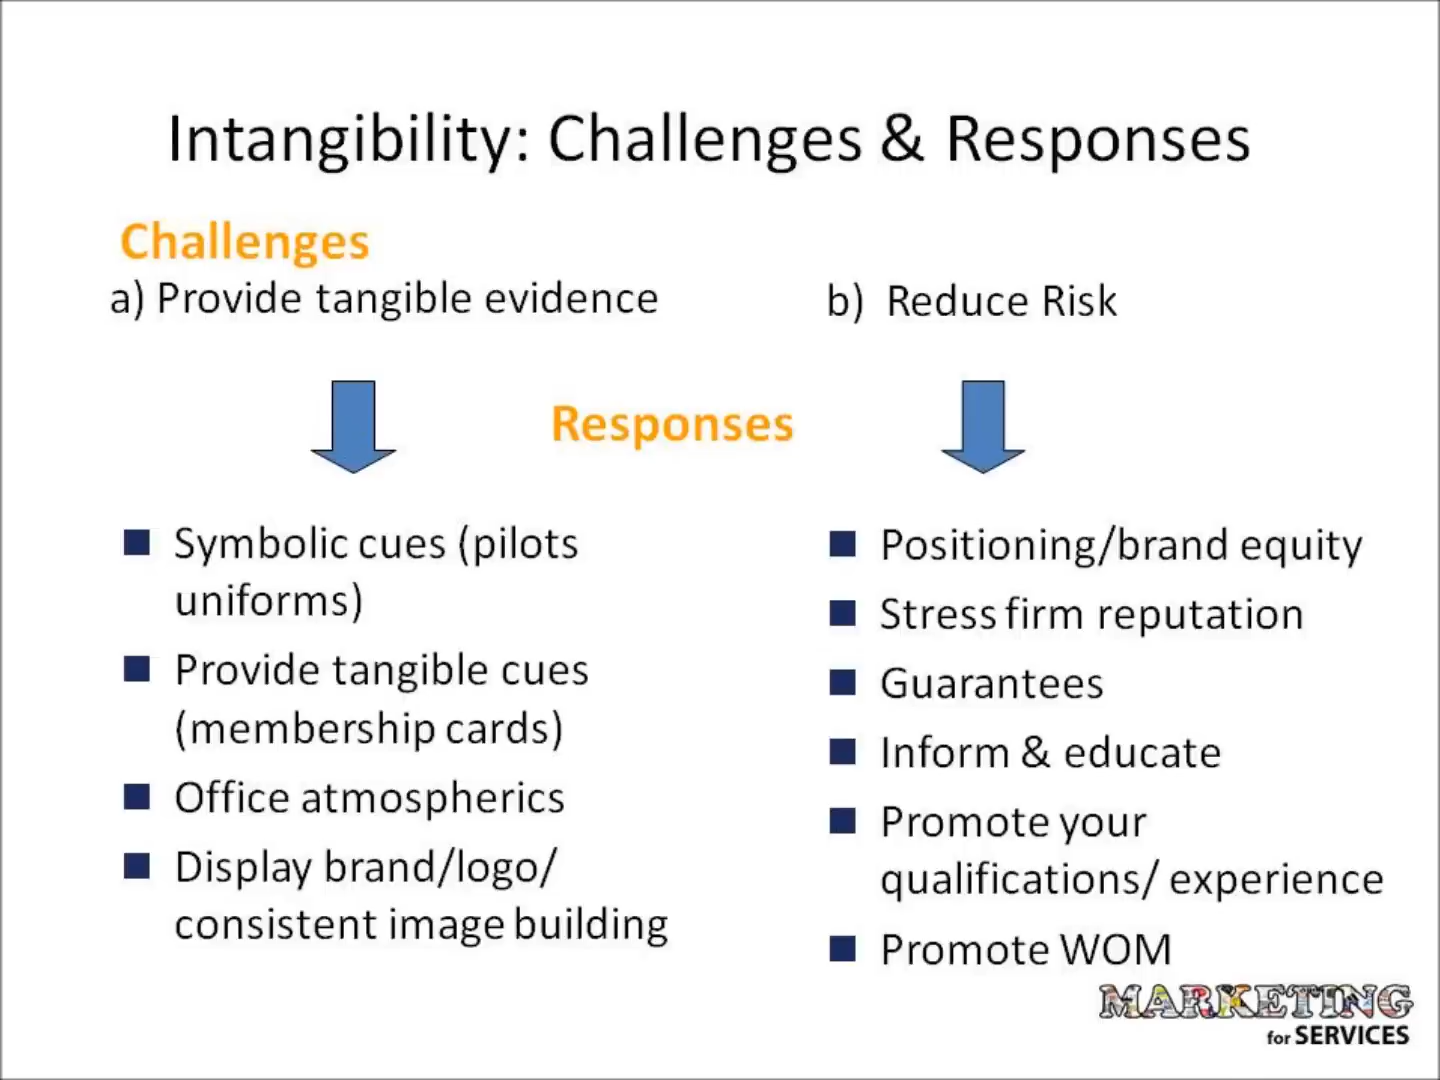 Intangibility: Challenges & Responses
Challenges
a) Provide tangible evidence
b) Reduce Risk
Responses
Symbolic cues (pilots
uniforms)
Provide tangible cues
(membership cards)
Office atmospherics
Display brand/logo/
consistent image building
Positioning/brand equity
Stress firm reputation
Guarantees
Inform & educate
Promote your
qualifications/ experience
Promote WOM
MARKETING
for SERVICES